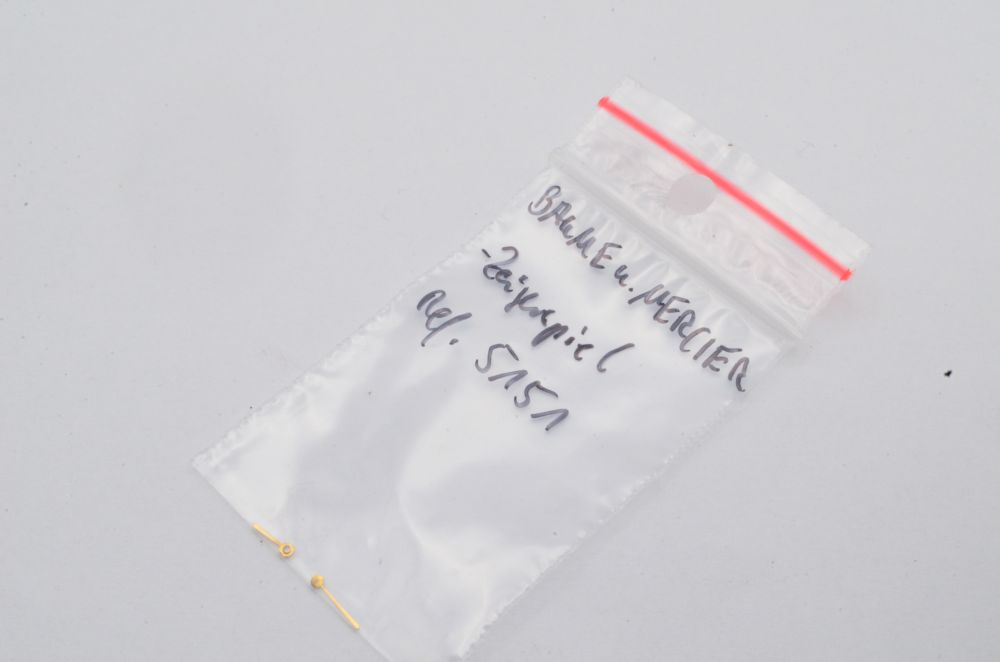 BAUME u. MERCIER
-Zeigerspiel
Ref. 5151